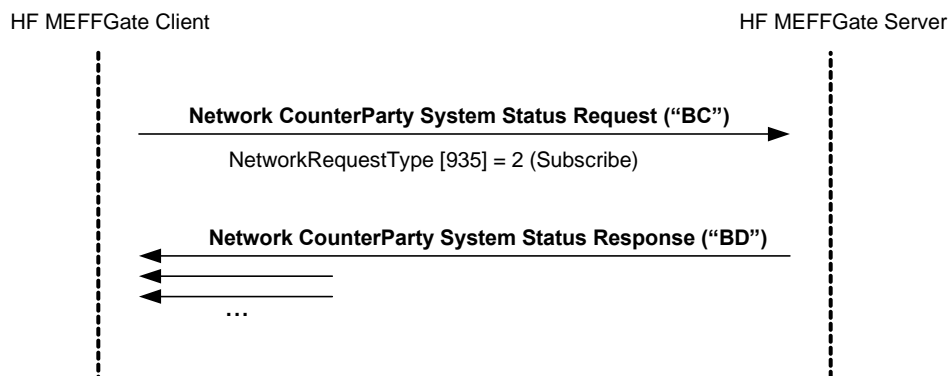 HF MEFFGate Client
HF MEFFGate Server
Network CounterParty System Status Request (“BC”)
NetworkRequestType [935] = 2 (Subscribe)
Network CounterParty System Status Response (“BD”)
...